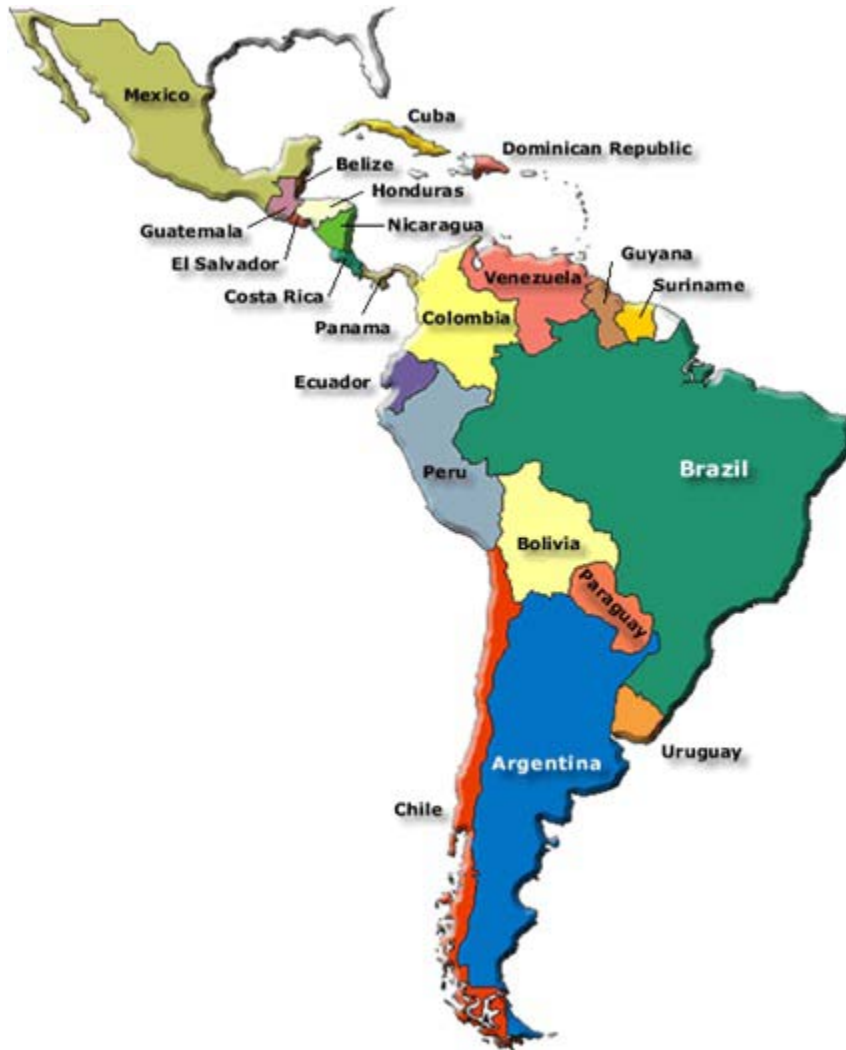 Mexico
Cuba
Dominican Republic
Belize
Honduras
Guatemala
Nicaragua
El Salvador
Guyana
Venezuela
Suriname
Costa Rica
Panama
Colombia
Ecuador
Peru
Brazil
Bolivia
Paraguay
Uruguay
Argentina
Chile